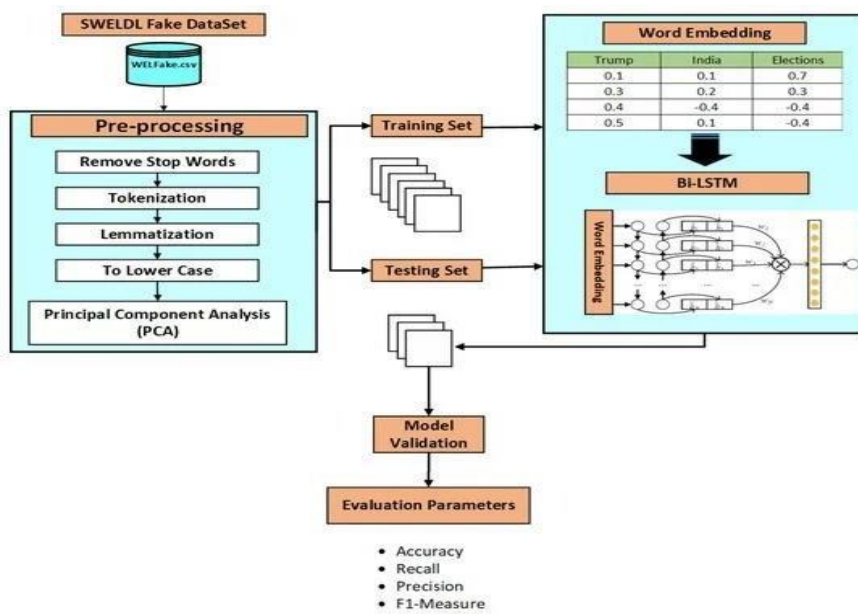 SWELDL Fake DataSet
WELFake.csv
Pre-processing
Remove Stop Words
Tokenization
Lemmatization
To Lower Case
Principal Component Analysis
(PCA)
Training Set
Testing Set
Word Embedding
Trump India Elections
0.1 0.1 0.7
0.3 0.2 0.3
0.4 -0.4 -0.4
0.5 0.1 -0.4
Bi-LSTM
Word Embedding
Model
Validation
Evaluation Parameters
• Accuracy
• Recall
• Precision
• F1-Measure